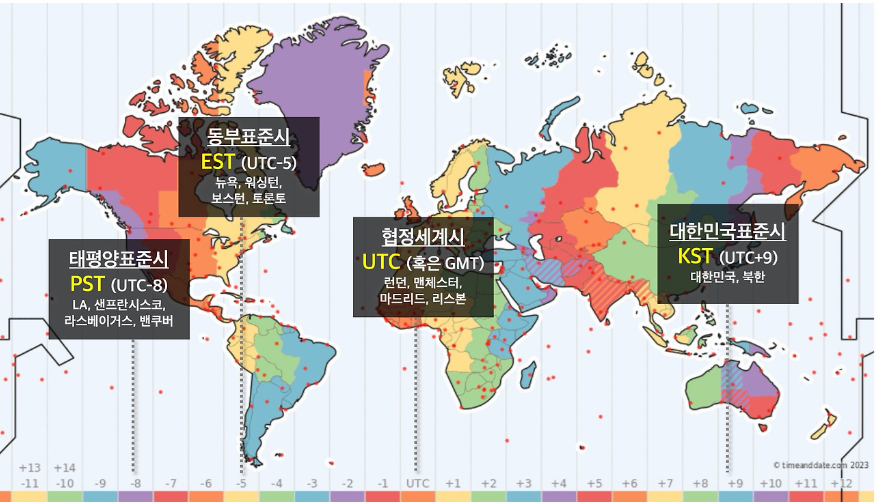 동부표준시
EST (UTC-5)
뉴욕, 워싱턴,
보스턴, 토론토
협정세계시
UTC (혹은 GMT)
런던, 맨체스터,
마드리드, 리스본
대한민국표준시
KST (UTC+9)
대한민국, 북한
태평양표준시
PST (UTC-8)
LA, 샌프란시스코,
라스베이거스, 밴쿠버
© timeanddate.com 2023
+13 +14
-11 -10 -9 -8 -7 -6 -5 -4 -3 -2 -1 UTC +1 +2 +3 +4 +5 +6 +7 +8 +9 +10 +11 +12